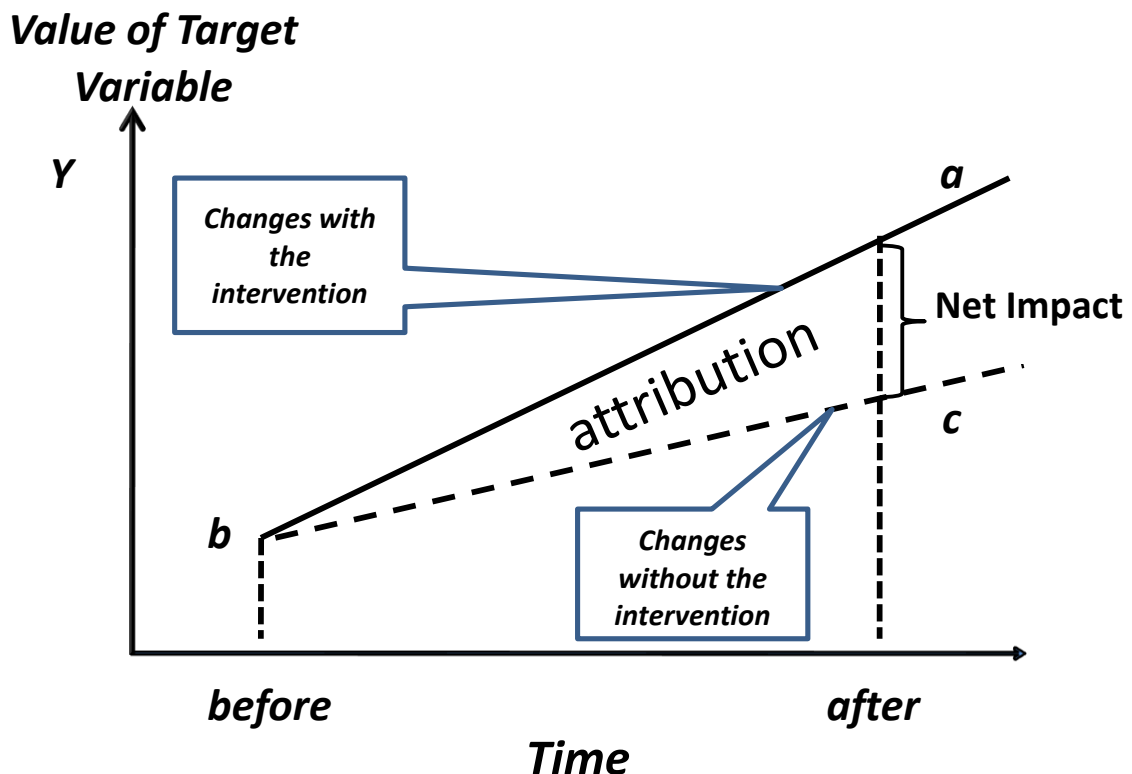 Value of Target
Variable
Y
a
Changes with
the
intervention
Net Impact
attribution
c
b
Changes
without the
intervention
before
after
Time